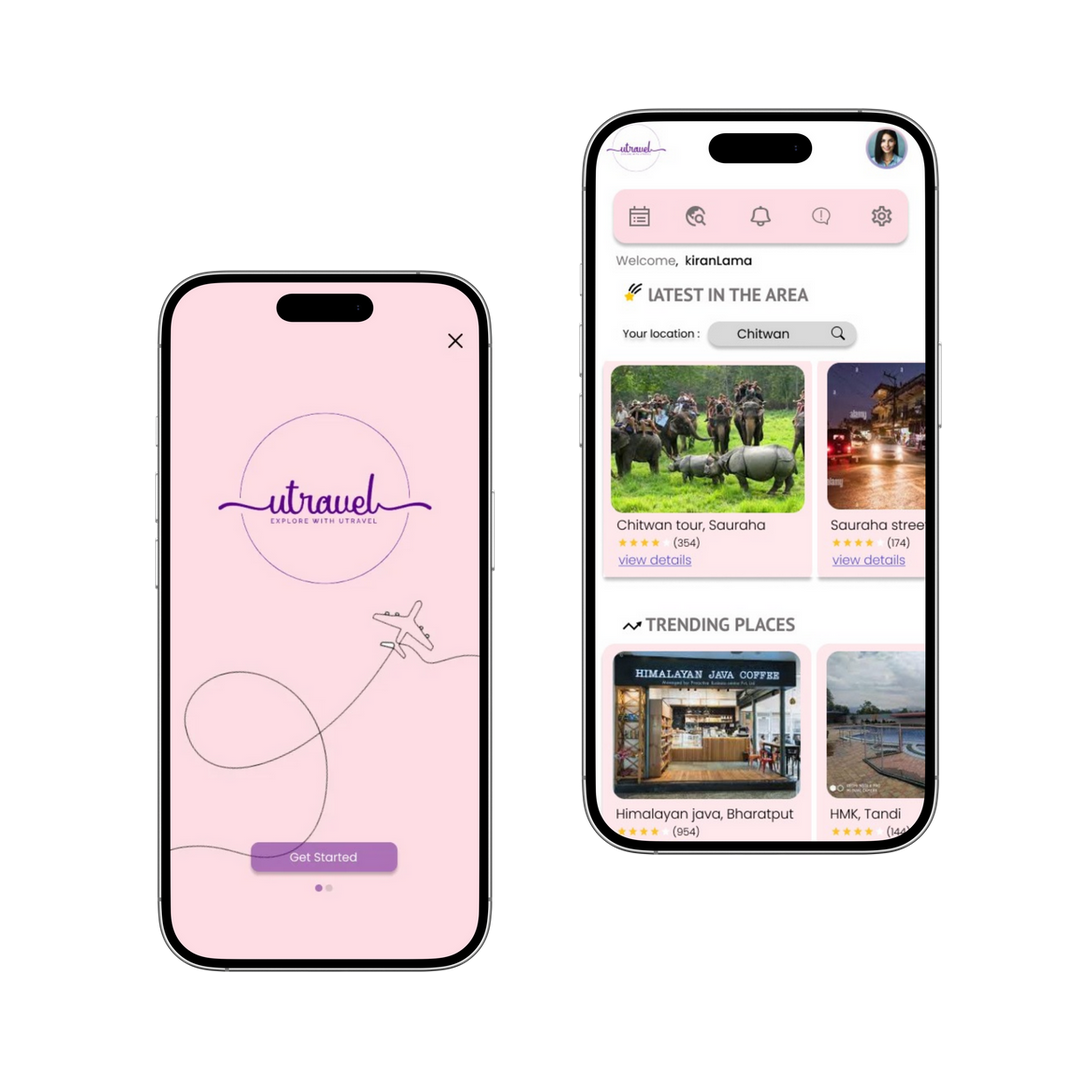 utravel
EXPLORE WITH UTRAVEL
Get Started
utravel
Welcome, kiranLama
LATEST IN THE AREA
Your location : Chitwan
alamy
alamy
Chitwan tour, Sauraha
(354)
view details
Sauraha stree
(174)
view details
TRENDING PLACES
HIMALAYAN JAVA COFFEE
Himalayan java, Bharatput
(954)
HMK, Tandi
(144)